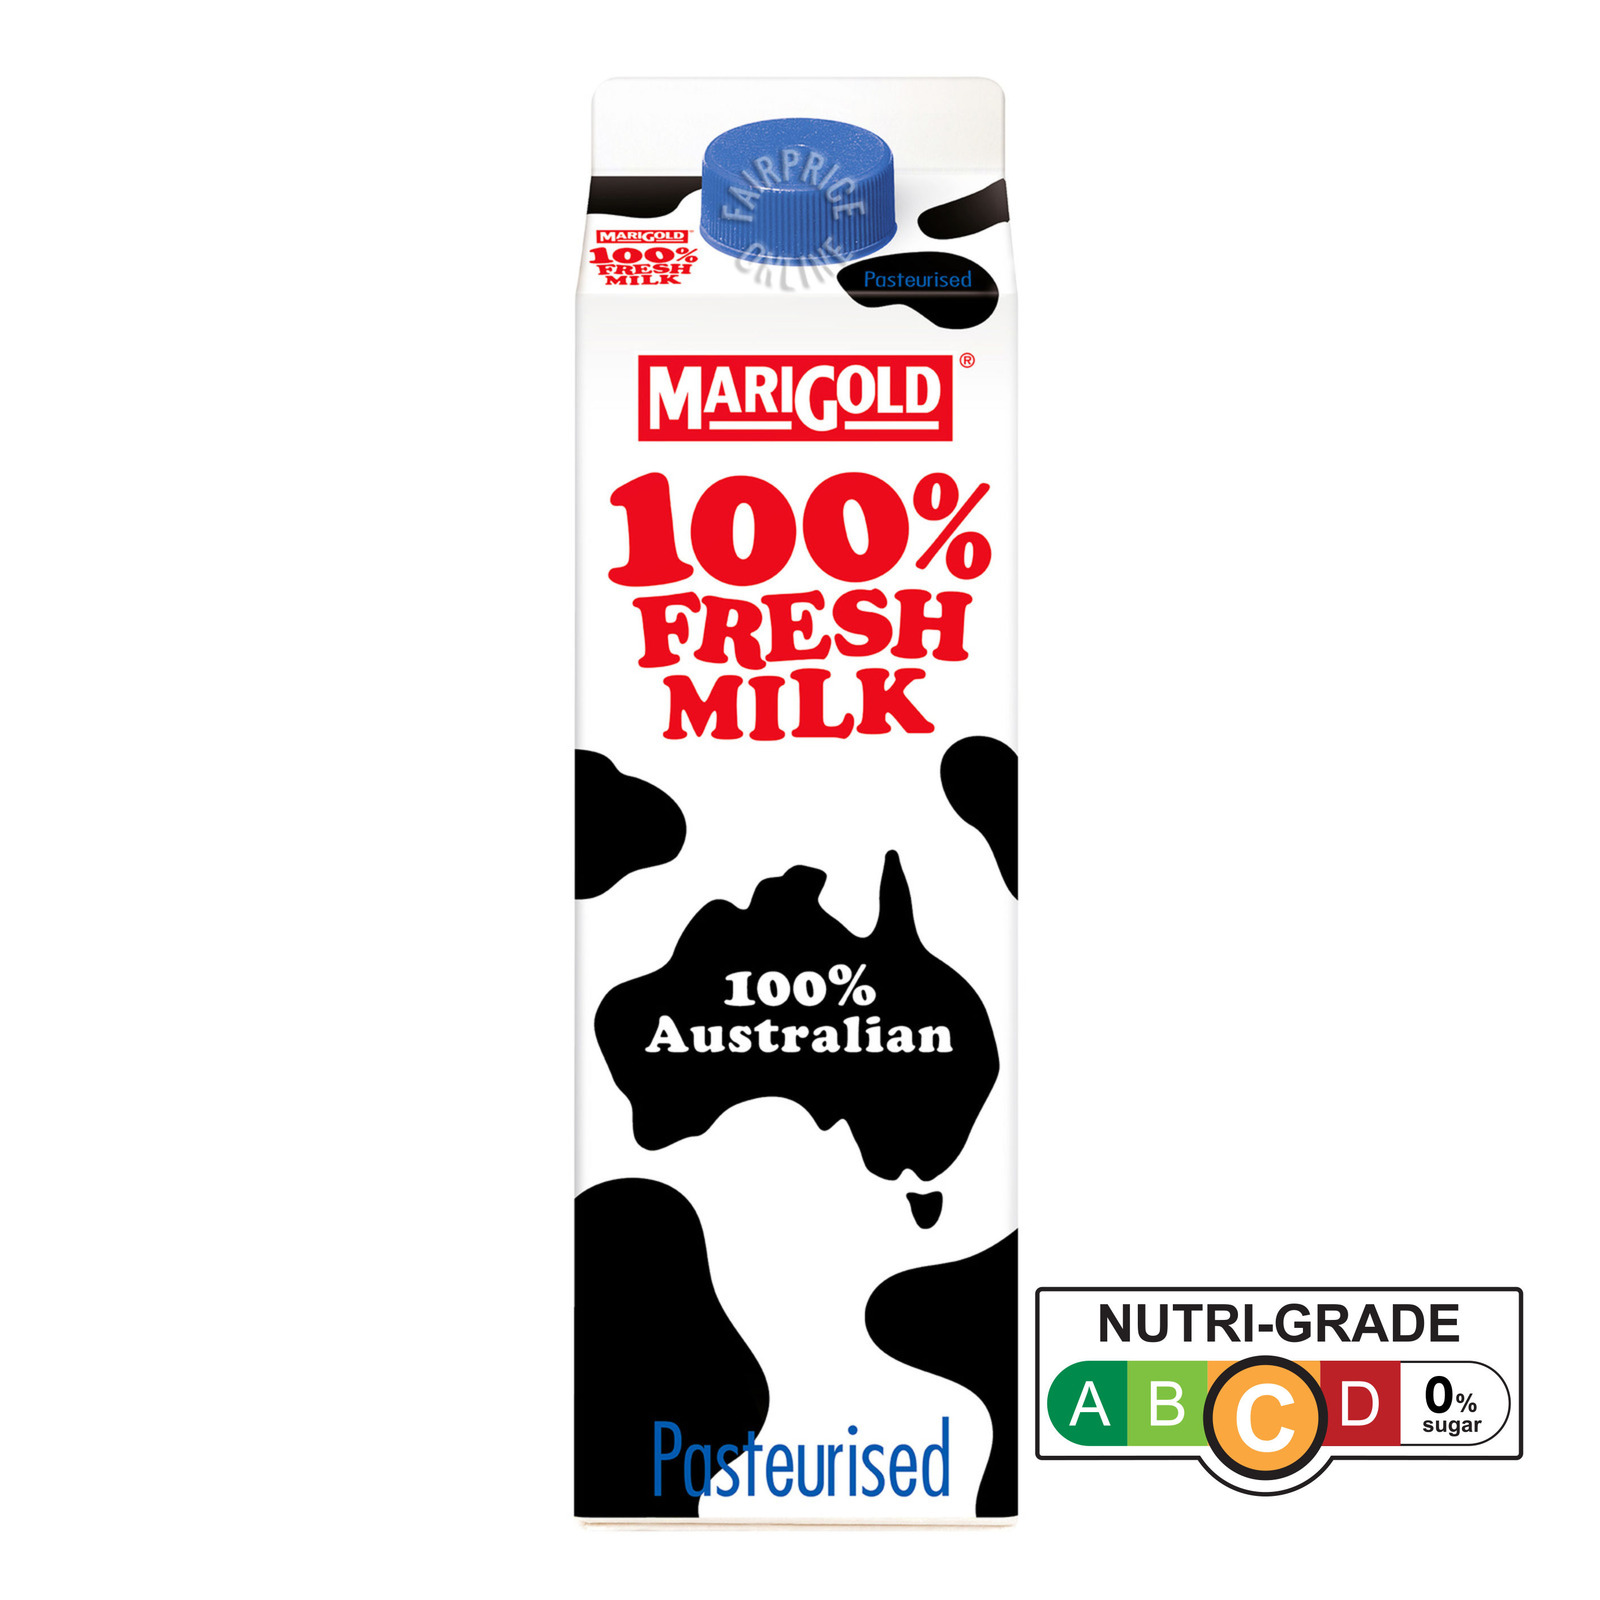 FAIRPRICE
ONLINE
MARIGOLD
100%
FRESH
MILK
Pasteurised
MARIGOLD®
100%
FRESH
MILK
100%
Australian
Pasteurised
NUTRI-GRADE
A B C D 0%
sugar